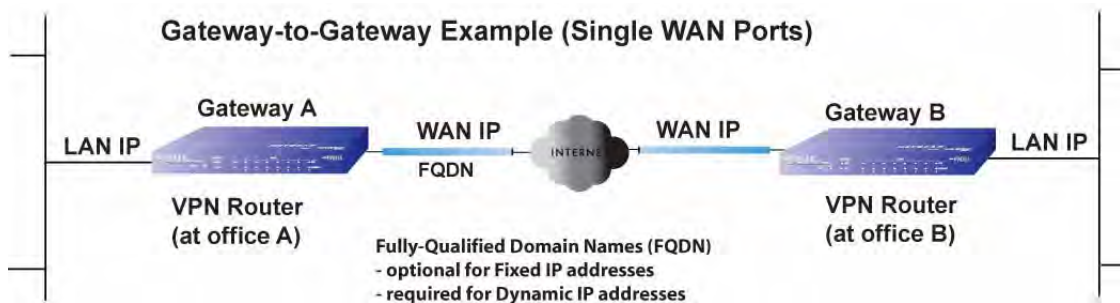 Gateway-to-Gateway Example (Single WAN Ports)
Gateway A
Gateway B
LAN IP
WAN IP
FQDN
INTERNE
WAN IP
LAN IP
VPN Router
(at office A)
VPN Router
(at office B)
Fully-Qualified Domain Names (FQDN)
- optional for Fixed IP addresses
- required for Dynamic IP addresses